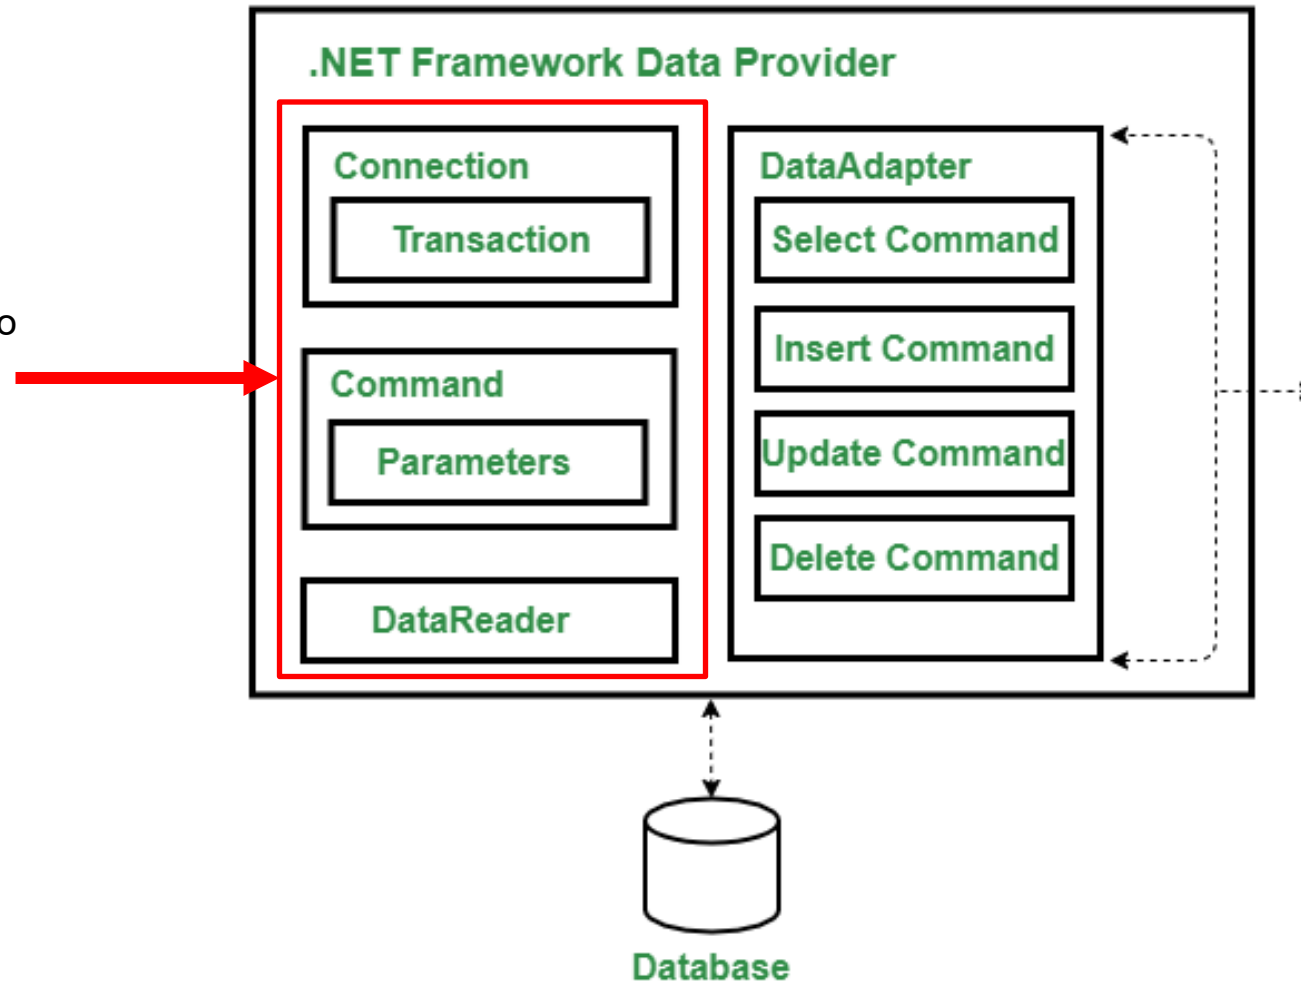 .NET Framework Data Provider
Connection
Transaction
Command
Parameters
DataReader
DataAdapter
Select Command
Insert Command
Update Command
Delete Command
Database